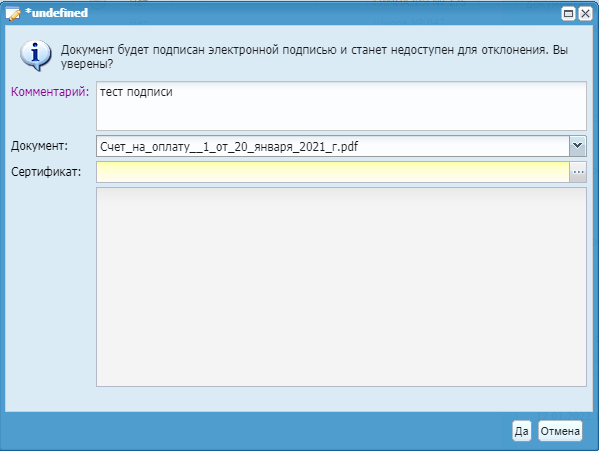 *undefined
Документ будет подписан электронной подписью и станет недоступен для отклонения. Вы
уверены?
Комментарий: тест подписи
Документ: Счет_на_оплату__1_от_20_января_2021_г.pdf
Сертификат: ...
Да Отмена